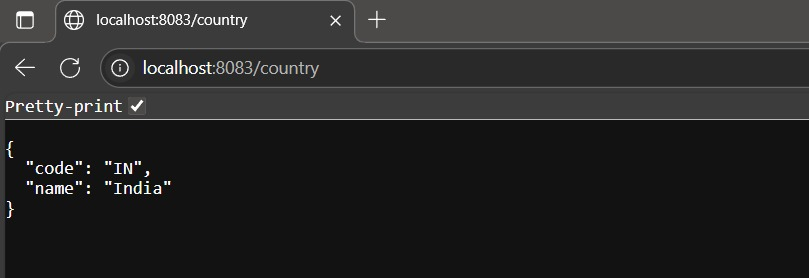 localhost:8083/country
localhost:8083/country
Pretty-print
{
  "code": "IN",
  "name": "India"
}